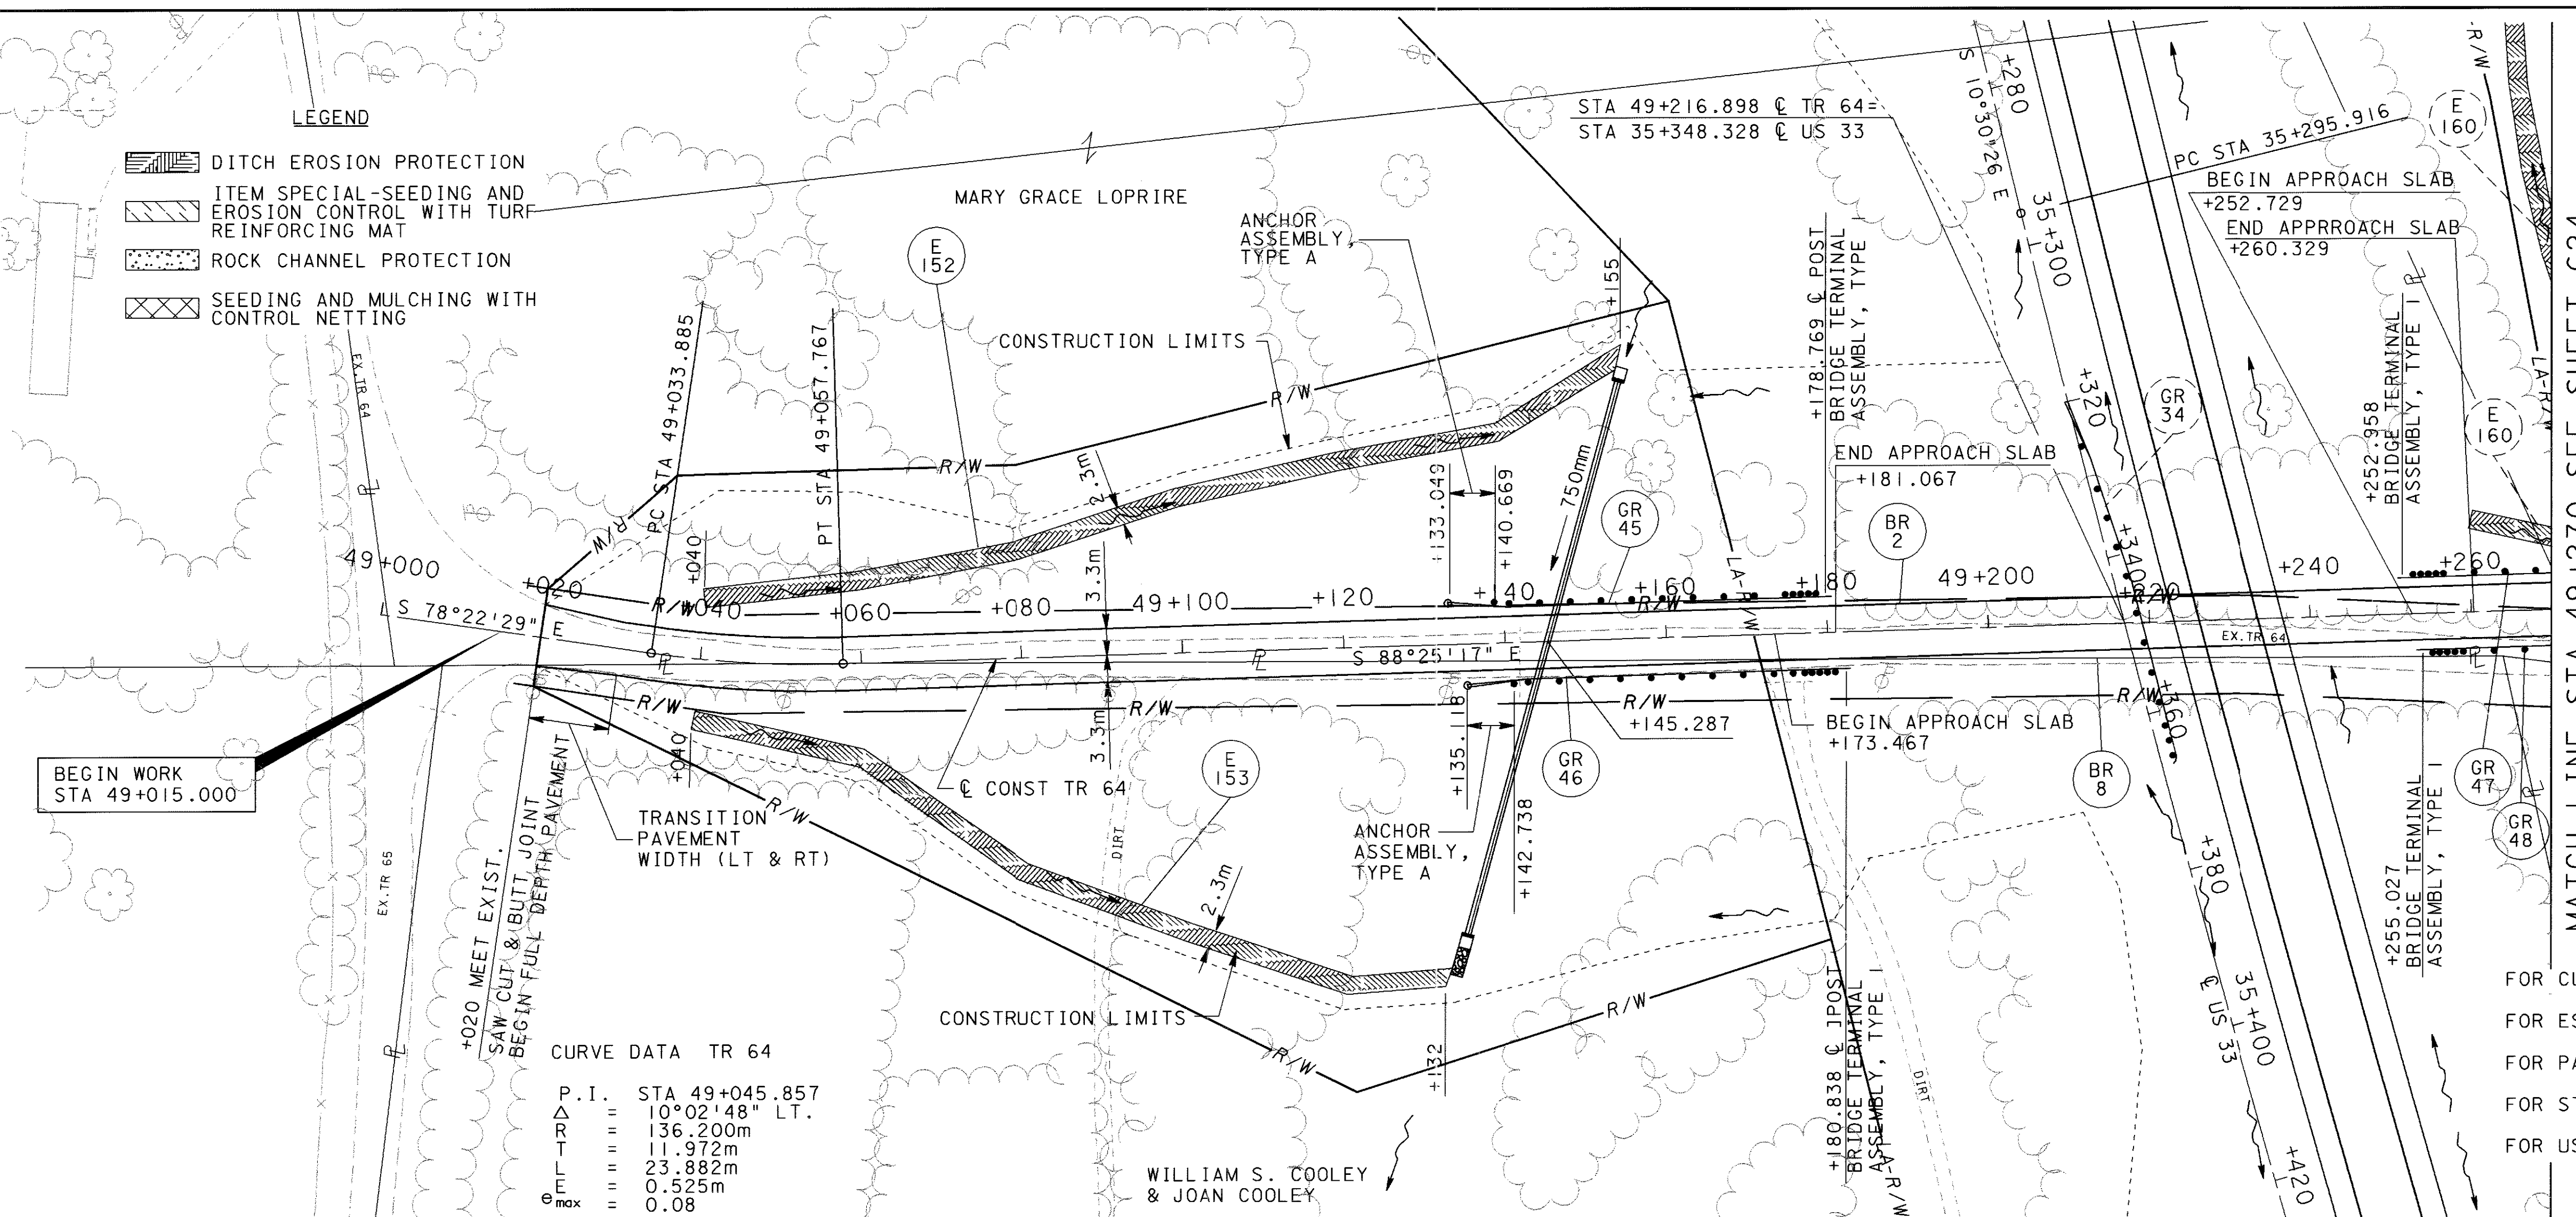 LEGEND
DITCH EROSION PROTECTION
ITEM SPECIAL-SEEDING AND
EROSION CONTROL WITH TURF
REINFORCING MAT
ROCK CHANNEL PROTECTION
SEEDING AND MULCHING WITH
CONTROL NETTING
MARY GRACE LOPRIRE
E
152
ANCHOR
ASSEMBLY,
TYPE A
CONSTRUCTION LIMITS
+155
STA 49+216.898 ℄ TR 64=
STA 35+348.328 ℄ US 33
S 10°30'26 E
+280
35+300
+320
+340
+360
+380
35+400
+420
℄ US 33
PC STA 35+295.916
E
160
BEGIN APPROACH SLAB
+252.729
END APPRROACH SLAB
+260.329
R/W
LA-R/W
+178.769 ℄ POST
BRIDGE TERMINAL
ASSEMBLY, TYPE I
+252.958
BRIDGE TERMINAL
ASSEMBLY, TYPE I
E
160
GR
34
END APPROACH SLAB
+181.067
BR
2
GR
45
750mm
+133.049
+140.669
EX.TR 64
PC STA 49+033.885
PT STA 49+057.767
R/W
R/W
R/W
2.3m
3.3m
+040
49+000
+020
R/W
+040
+060
+080
49+100
+120
+140
+160
R/W
+180
49+200
+220
R/W
+240
+260
LA-R/W
S 78°22'29" E
S 88°25'17" E
EX.TR 64
R/W
R/W
R/W
R/W
3.3m
+040
BEGIN WORK
STA 49+015.000
℄ CONST TR 64
E
153
+135.118
+142.738
GR
46
+145.287
BEGIN APPROACH SLAB
+173.467
BR
8
GR
47
GR
48
+255.027
BRIDGE TERMINAL
ASSEMBLY, TYPE I
TRANSITION
PAVEMENT
WIDTH (LT & RT)
R/W
DIRT
ANCHOR
ASSEMBLY,
TYPE A
2.3m
EX.TR 65
+020 MEET EXIST.
SAW CUT & BUTT JOINT
BEGIN FULL DEPTH PAVEMENT
CONSTRUCTION LIMITS
R/W
R/W
+132
+180.838 ℄ POST
BRIDGE TERMINAL
ASSEMBLY, TYPE I
DIRT
LA-R/W
CURVE DATA TR 64
P.I. STA 49+045.857
Δ = 10°02'48" LT.
R = 136.200m
T = 11.972m
L = 23.882m
E = 0.525m
emax = 0.08
WILLIAM S. COOLEY
& JOAN COOLEY
FOR
FOR
FOR
FOR
FOR